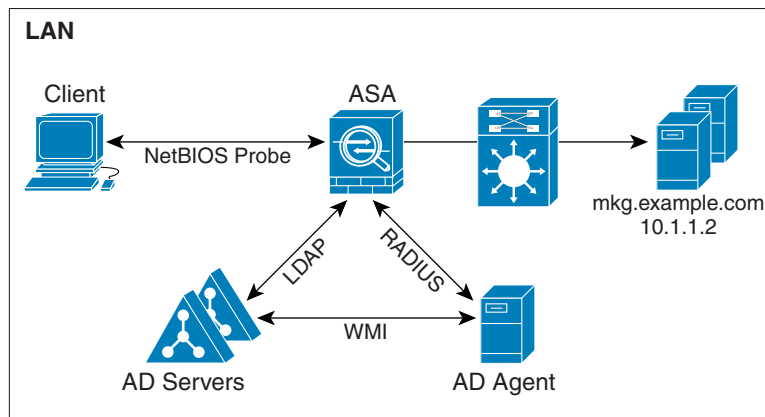 LAN
Client
ASA
NetBIOS Probe
mkg.example.com
10.1.1.2
LDAP
RADIUS
WMI
AD Servers
AD Agent